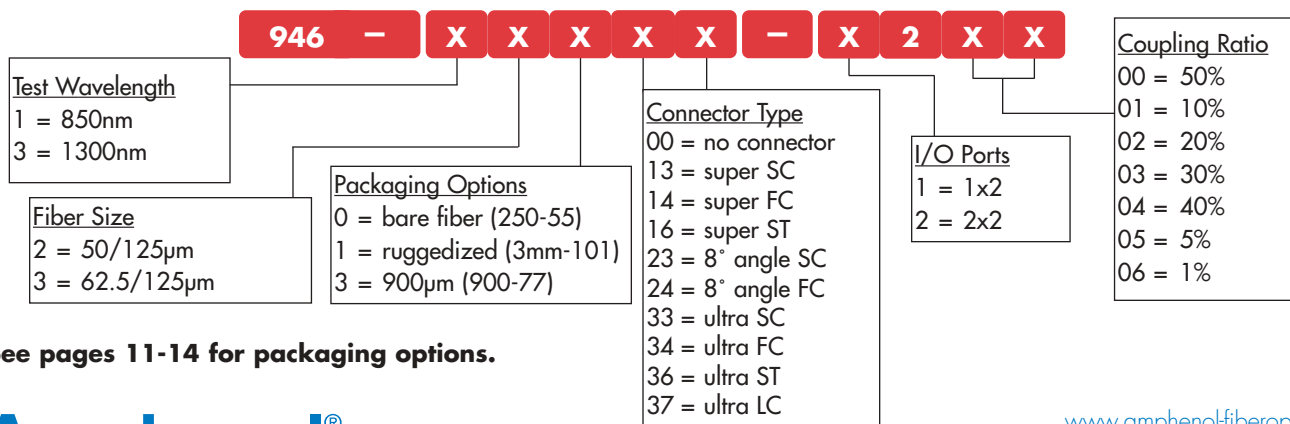 946 – X X X X X – X 2 X X
Test Wavelength
1 = 850nm
3 = 1300nm
Fiber Size
2 = 50/125µm
3 = 62.5/125µm
Packaging Options
0 = bare fiber (250-55)
1 = ruggedized (3mm-101)
3 = 900µm (900-77)
Connector Type
00 = no connector
13 = super SC
14 = super FC
16 = super ST
23 = 8° angle SC
24 = 8° angle FC
33 = ultra SC
34 = ultra FC
36 = ultra ST
37 = ultra LC
I/O Ports
1 = 1x2
2 = 2x2
Coupling Ratio
00 = 50%
01 = 10%
02 = 20%
03 = 30%
04 = 40%
05 = 5%
06 = 1%
ee pages 11-14 for packaging options.
®
www.amphenol-fiberop